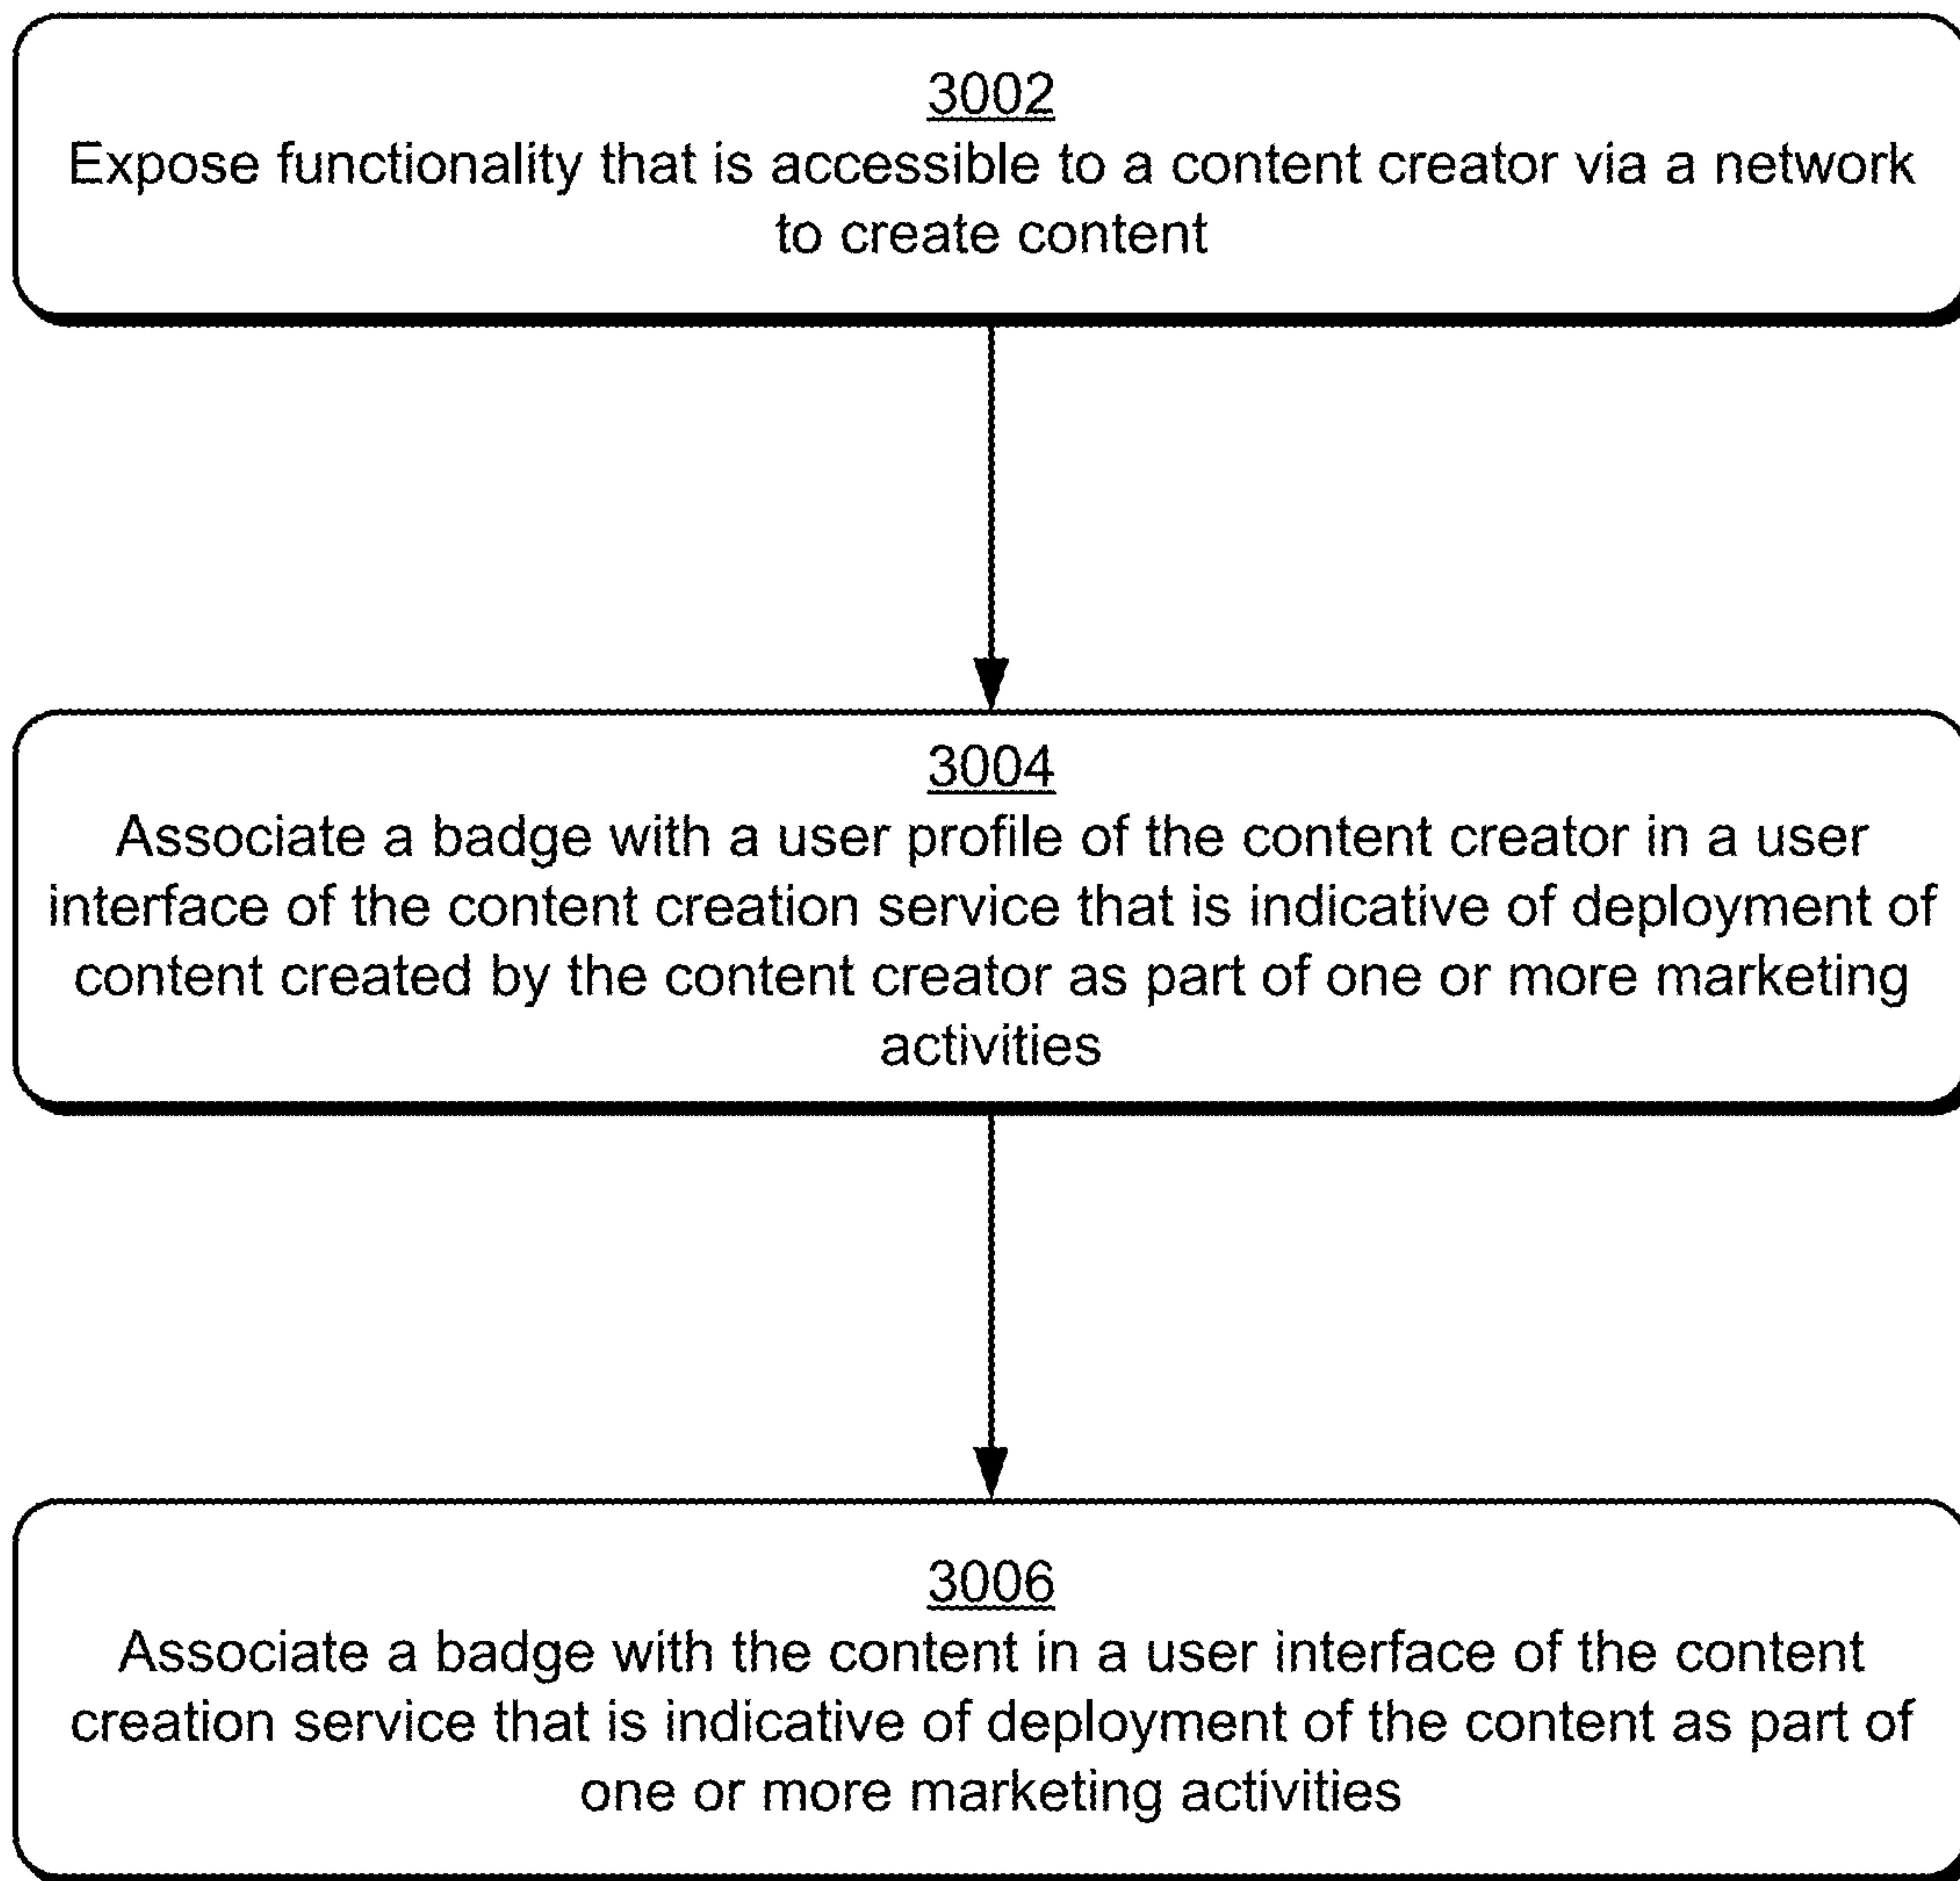 3002
Expose functionality that is accessible to a content creator via a network
to create content
3004
Associate a badge with a user profile of the content creator in a user
interface of the content creation service that is indicative of deployment of
content created by the content creator as part of one or more marketing
activities
3006
Associate a badge with the content in a user interface of the content
creation service that is indicative of deployment of the content as part of
one or more marketing activities